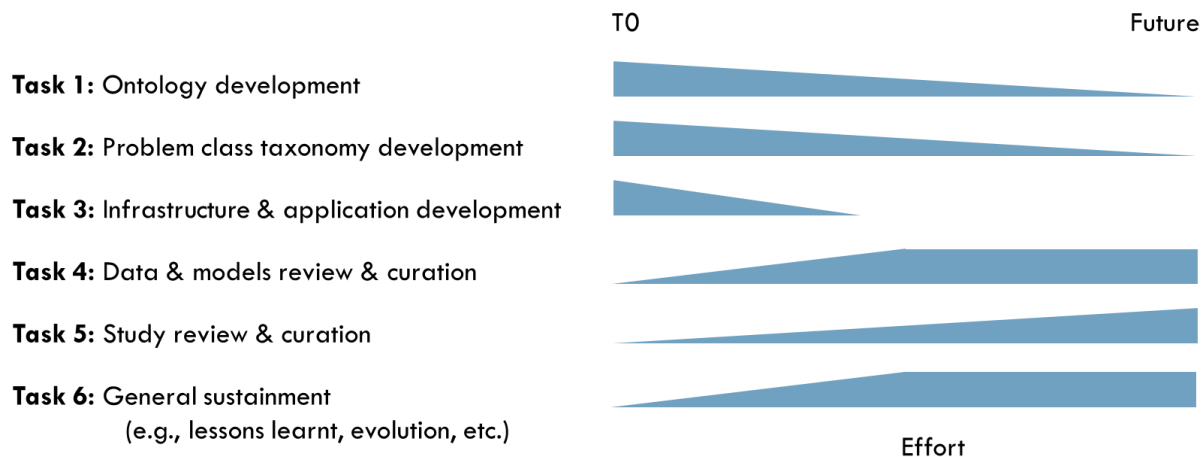 T0 Future
Task 1: Ontology development
Task 2: Problem class taxonomy development
Task 3: Infrastructure & application development
Task 4: Data & models review & curation
Task 5: Study review & curation
Task 6: General sustainment
(e.g., lessons learnt, evolution, etc.)
Effort